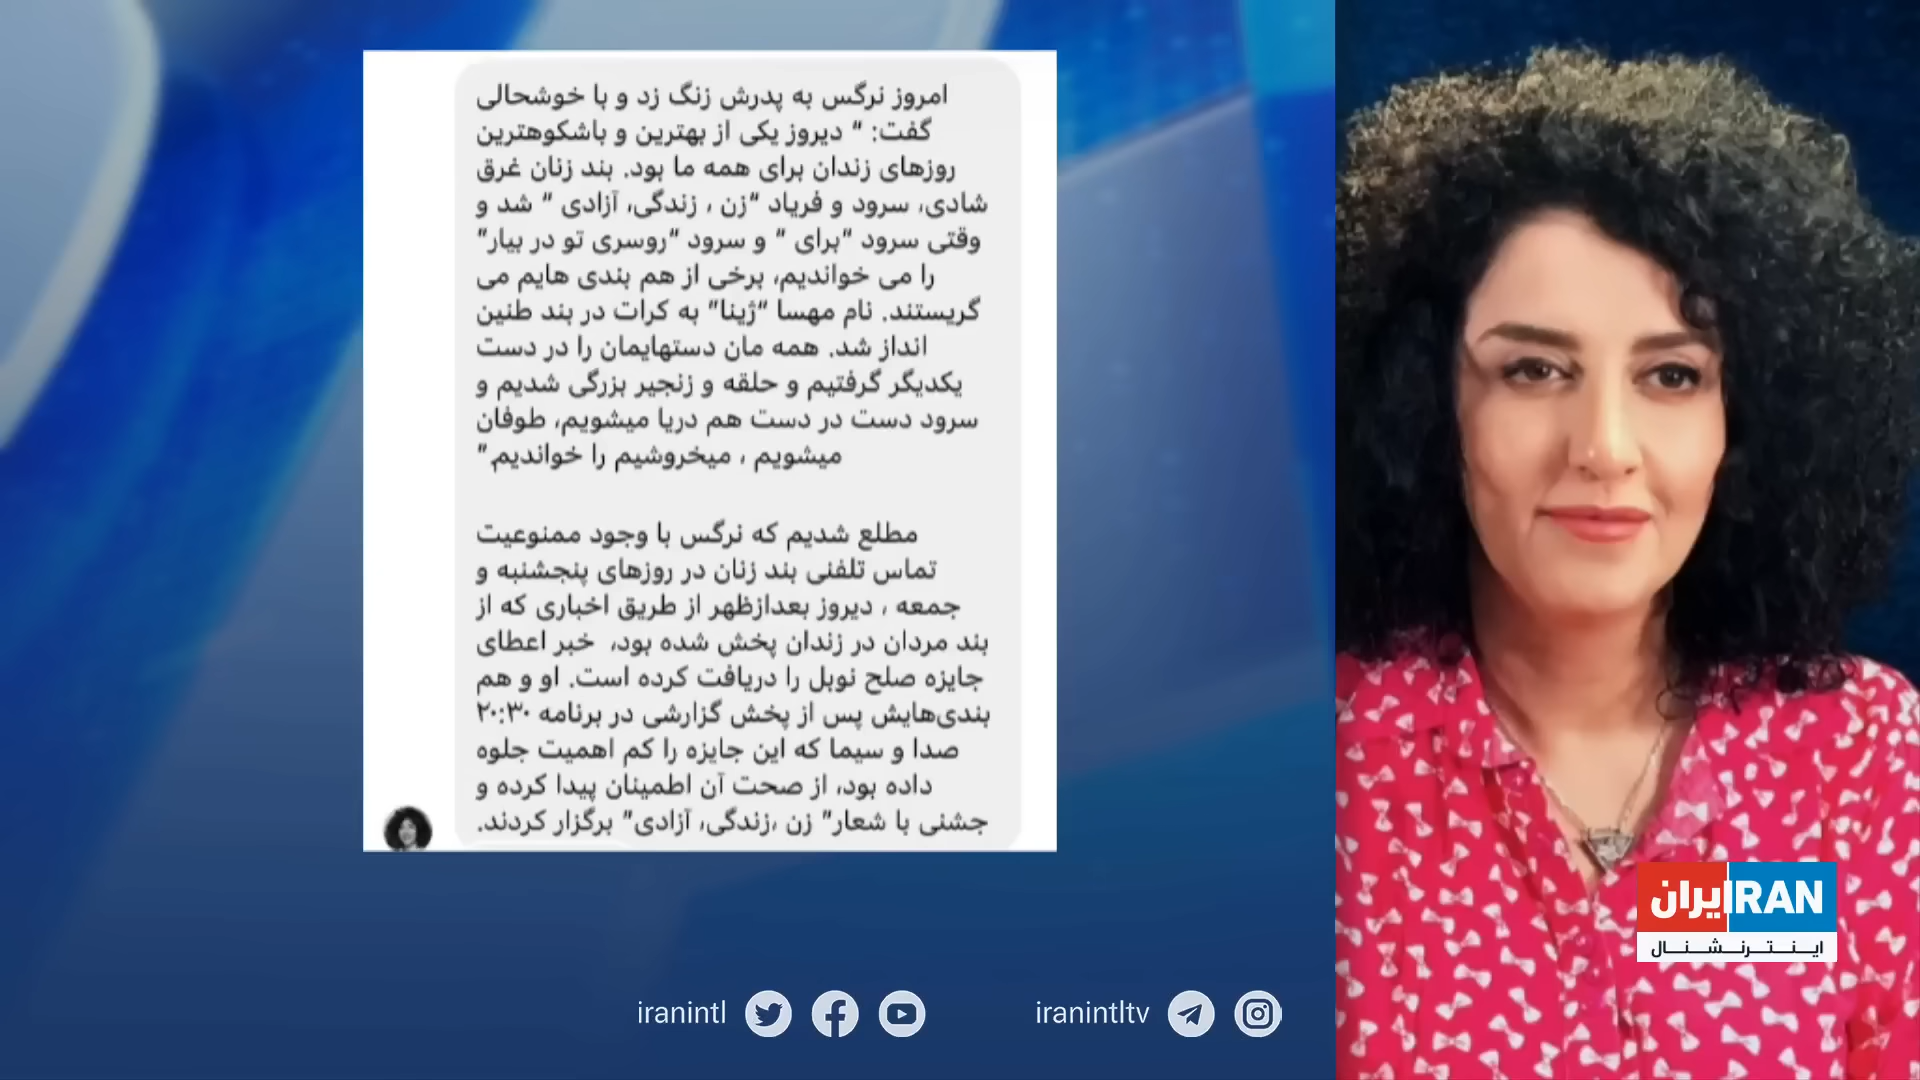 امروز نرگس به پدرش زنگ زد و با خوشحالی
گفت: “ دیروز یکی از بهترین و باشکوهترین
روزهای زندان برای همه ما بود. بند زنان غرق
شادی، سرود و فریاد “زن ، زندگی، آزادی ” شد و
وقتی سرود “برای ” و سرود “روسری تو در بیار”
را می خواندیم، برخی از هم بندی هایم می
گریستند. نام مهسا “ژینا” به کرات در بند طنین
انداز شد. همه مان دستهایمان را در دست
یکدیگر گرفتیم و حلقه و زنجیر بزرگی شدیم و
سرود دست در دست هم دریا میشویم، طوفان
میشویم ، میخروشیم را خواندیم.”
مطلع شدیم که نرگس با وجود ممنوعیت
تماس تلفنی بند زنان در روزهای پنجشنبه و
جمعه ، دیروز بعدازظهر از طریق اخباری که از
بند مردان در زندان پخش شده بود،  خبر اعطای
جایزه صلح نوبل را دریافت کرده است. او و هم
بندی‌هایش پس از پخش گزارشی در برنامه ۲۰:۳۰
صدا و سیما که این جایزه را کم اهمیت جلوه
داده بود، از صحت آن اطمینان پیدا کرده و
جشنی با شعار” زن ،زندگی، آزادی” برگزار کردند.
ایران IRAN
اینترنشنال
iranintl
iranintltv